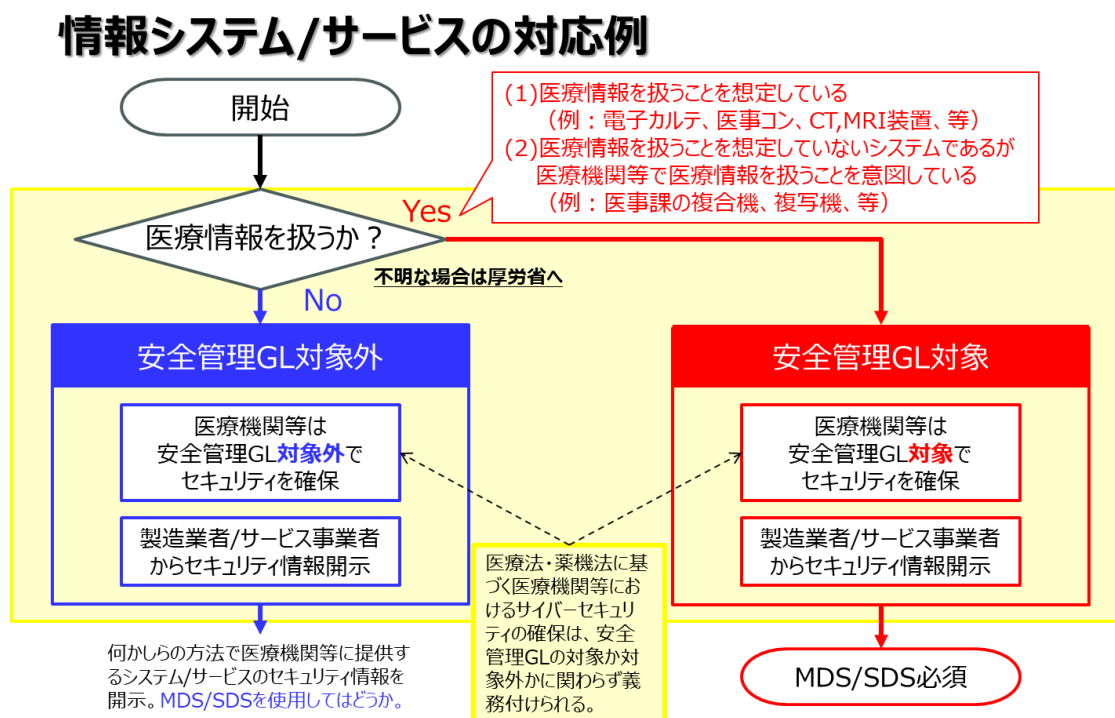 情報システム/サービスの対応例
開始
(1)医療情報を扱うことを想定している
（例：電子カルテ、医事コン、CT,MRI装置、等）
(2)医療情報を扱うことを想定していないシステムであるが
医療機関等で医療情報を扱うことを意図している
（例：医事課の複合機、複写機、等）
医療情報を扱うか？
Yes
不明な場合は厚労省へ
No
安全管理GL対象外
医療機関等は
安全管理GL対象外で
セキュリティを確保
製造業者/サービス事業者
からセキュリティ情報開示
何かしらの方法で医療機関等に提供す
るシステム/サービスのセキュリティ情報を
開示。MDS/SDSを使用してはどうか。
医療法・薬機法に基
づく医療機関等にお
けるサイバーセキュリ
ティの確保は、安全
管理GLの対象か対
象外かに関わらず義
務付けられる。
安全管理GL対象
医療機関等は
安全管理GL対象で
セキュリティを確保
製造業者/サービス事業者
からセキュリティ情報開示
MDS/SDS必須